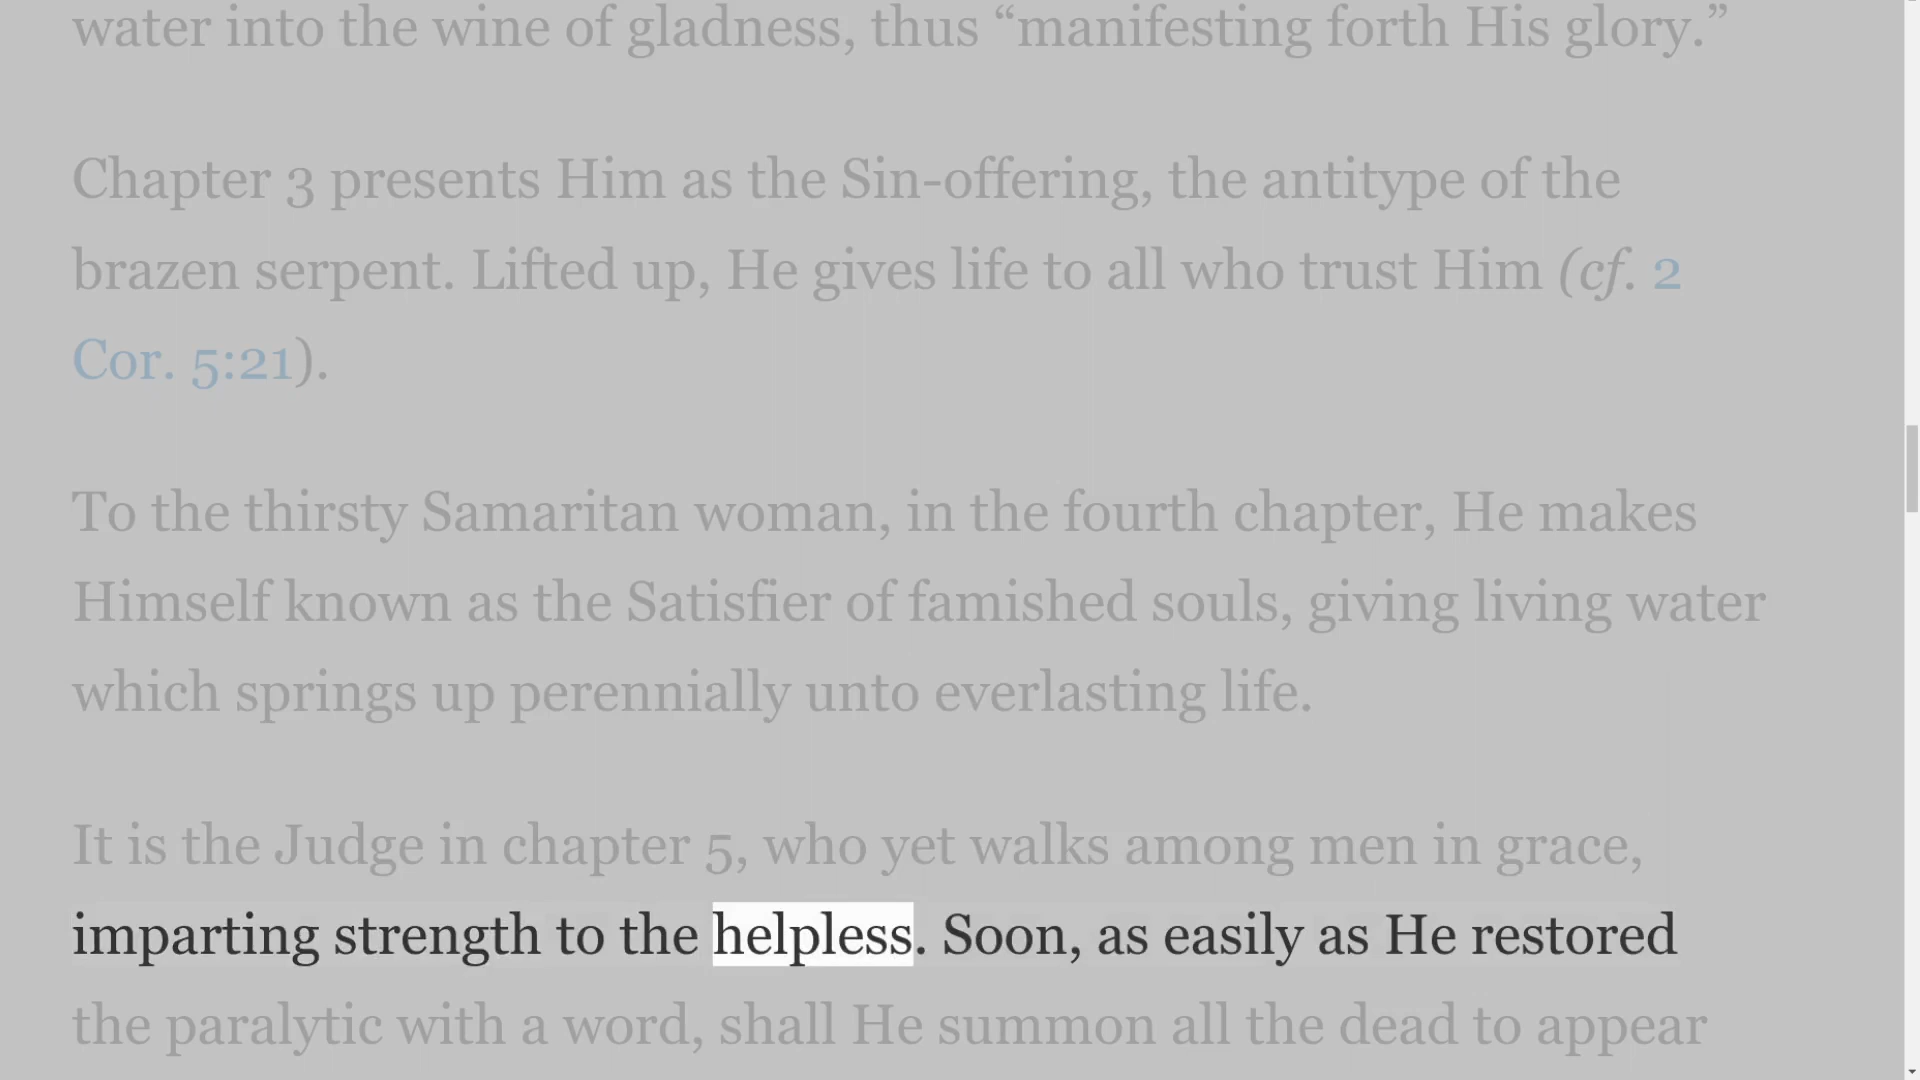 water into the wine of gladness, thus “manifesting forth His glory.”
Chapter 3 presents Him as the Sin-offering, the antitype of the
brazen serpent. Lifted up, He gives life to all who trust Him (cf. 2
Cor. 5:21).
To the thirsty Samaritan woman, in the fourth chapter, He makes
Himself known as the Satisfier of famished souls, giving living water
which springs up perennially unto everlasting life.
It is the Judge in chapter 5, who yet walks among men in grace,
imparting strength to the helpless. Soon, as easily as He restored
the paralytic with a word, shall He summon all the dead to appear